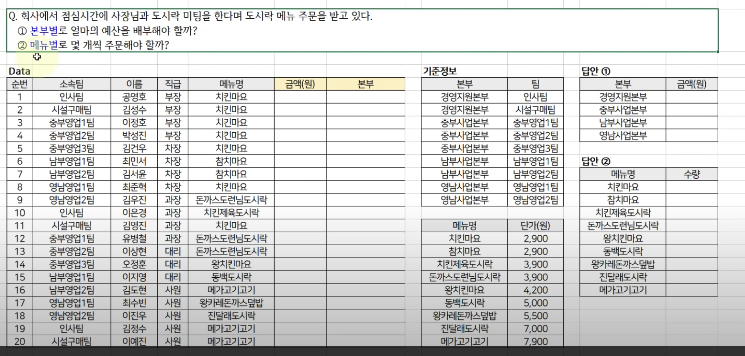 Q. 회사에서 점심시간에 사장님과 도시락 미팅을 한다며 도시락 메뉴 주문을 받고 있다.
① 본부별로 얼마의 예산을 배부해야 할까?
② 메뉴별로 몇 개씩 주문해야 할까?
Data
순번 소속팀 이름 직급 메뉴명 금액(원) 본부
1 인사팀 공영호 부장 치킨마요
2 시설구매팀 김성수 부장 치킨마요
3 중부영업1팀 이정호 부장 치킨마요
4 중부영업2팀 박성진 부장 치킨마요
5 중부영업3팀 김건우 차장 치킨마요
6 남부영업1팀 최민서 차장 참치마요
7 남부영업2팀 김서윤 차장 참치마요
8 영남영업1팀 최준혁 차장 치킨마요
9 영남영업2팀 김우진 과장 돈까스도련님도시락
10 인사팀 이은경 과장 치킨제육도시락
11 시설구매팀 김영진 과장 치킨마요
12 중부영업1팀 유병철 과장 돈까스도련님도시락
13 중부영업2팀 이상현 대리 돈까스도련님도시락
14 중부영업3팀 오정훈 대리 왕치킨마요
15 남부영업1팀 이지영 대리 동백도시락
16 남부영업2팀 김도현 사원 메가고기고기
17 영남영업1팀 최수빈 사원 왕카레돈까스덮밥
18 영남영업2팀 이진우 사원 진달래도시락
19 인사팀 김정수 사원 메가고기고기
20 시설구매팀 이예진 사원 메가고기고기
기준정보
본부 팀
경영지원본부 인사팀
경영지원본부 시설구매팀
중부사업본부 중부영업1팀
중부사업본부 중부영업2팀
중부사업본부 중부영업3팀
남부사업본부 남부영업1팀
남부사업본부 남부영업2팀
영남사업본부 영남영업1팀
영남사업본부 영남영업2팀
메뉴명 단가(원)
치킨마요 2,900
참치마요 2,900
치킨제육도시락 3,900
돈까스도련님도시락 3,900
왕치킨마요 4,200
동백도시락 5,000
왕카레돈까스덮밥 5,500
진달래도시락 7,000
메가고기고기 7,900
답안 ①
본부 금액(원)
경영지원본부
중부사업본부
남부사업본부
영남사업본부
답안 ②
메뉴명 수량
치킨마요
참치마요
치킨제육도시락
돈까스도련님도시락
왕치킨마요
동백도시락
왕카레돈까스덮밥
진달래도시락
메가고기고기